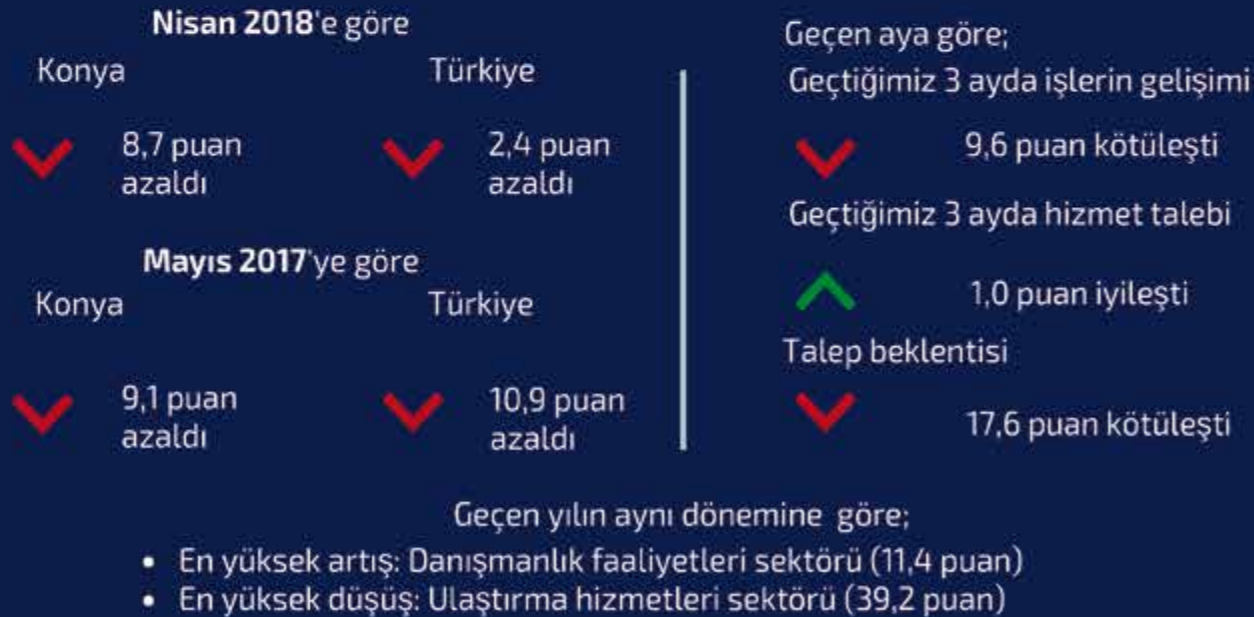 Nisan 2018'e göre
Konya
Türkiye
8,7 puan
azaldı
2,4 puan
azaldı
Mayıs 2017'ye göre
Konya
Türkiye
9,1 puan
azaldı
10,9 puan
azaldı
Geçen aya göre;
Geçtiğimiz 3 ayda işlerin gelişimi
9,6 puan kötüleşti
Geçtiğimiz 3 ayda hizmet talebi
1,0 puan iyileşti
Talep beklentisi
17,6 puan kötüleşti
Geçen yılın aynı dönemine göre;
• En yüksek artış: Danışmanlık faaliyetleri sektörü (11,4 puan)
• En yüksek düşüş: Ulaştırma hizmetleri sektörü (39,2 puan)